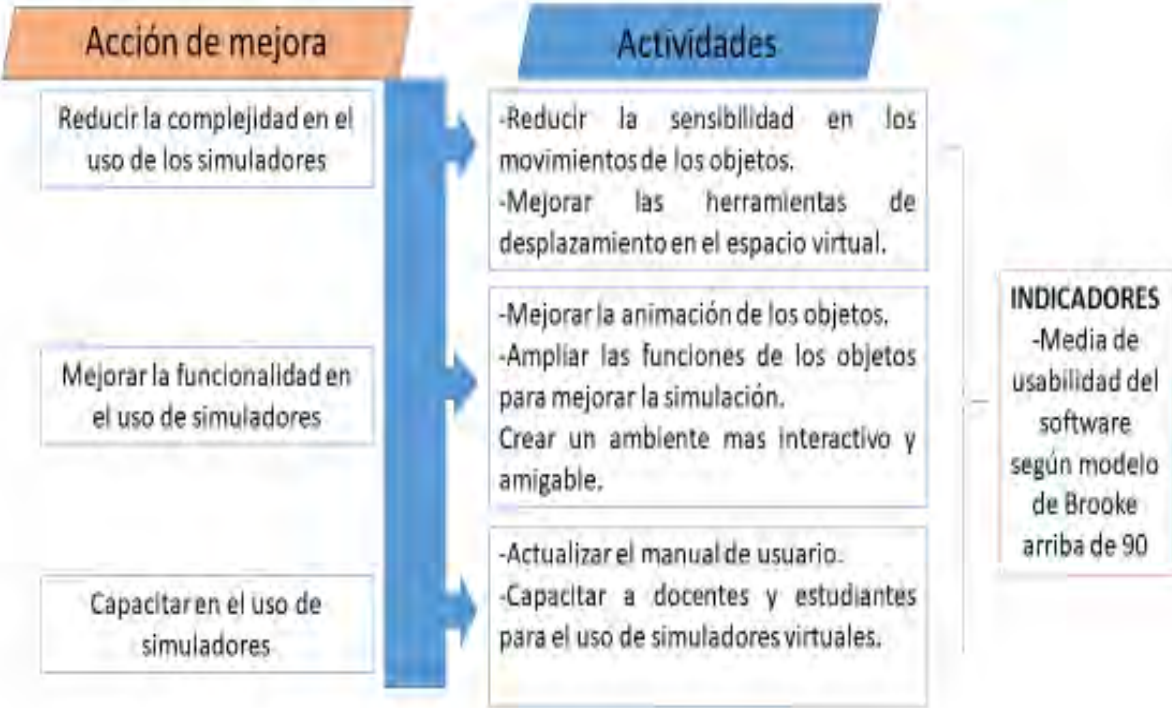 Acción de mejora
Actividades
Reducir la complejidad en el
uso de los simuladores
-Reducir la sensibilidad en los
movimientos de los objetos.
-Mejorar las herramientas de
desplazamiento en el espacio virtual.
Mejorar la funcionalidad en
el uso de simuladores
-Mejorar la animación de los objetos.
-Ampliar las funciones de los objetos
para mejorar la simulación.
Crear un ambiente mas interactivo y
amigable.
Capacitar en el uso de
simuladores
-Actualizar el manual de usuario.
-Capacitar a docentes y estudiantes
para el uso de simuladores virtuales.
INDICADORES
-Media de
usabilidad del
software
según modelo
de Brooke
arriba de 90